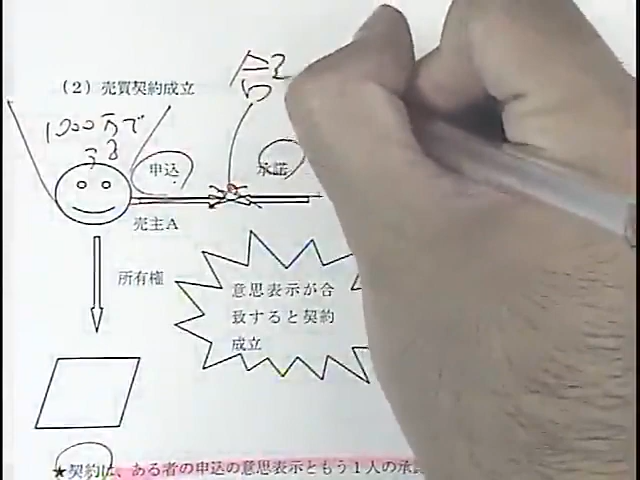 （2）売買契約成立
合
1000万で
申込
承諾
売主A
所有権
意思表示が合
致すると契約
成立
★契約は、ある者の申込の意思表示ともう1人の承